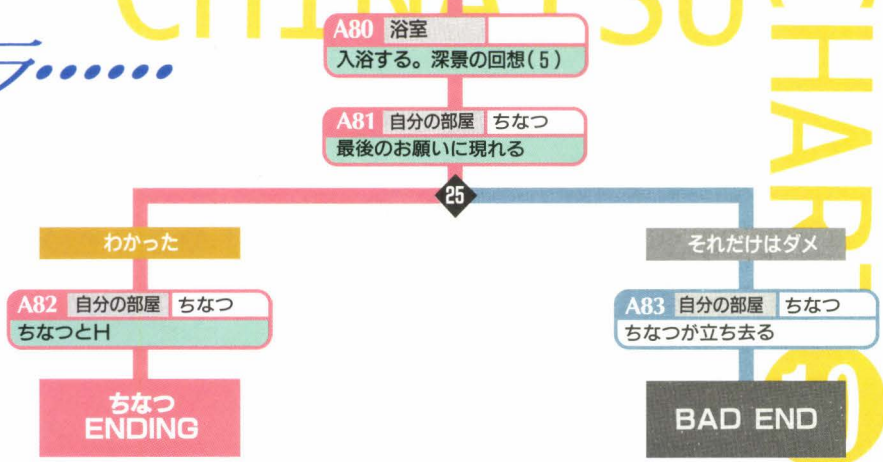 CHINATSU
CHART
ラ……
25
A80 浴室
入浴する。深景の回想(5)
A81 自分の部屋 ちなつ
最後のお願いに現れる
25
わかった
それだけはダメ
A82 自分の部屋 ちなつ
ちなつとH
A83 自分の部屋 ちなつ
ちなつが立ち去る
ちなつ
ENDING
BAD END